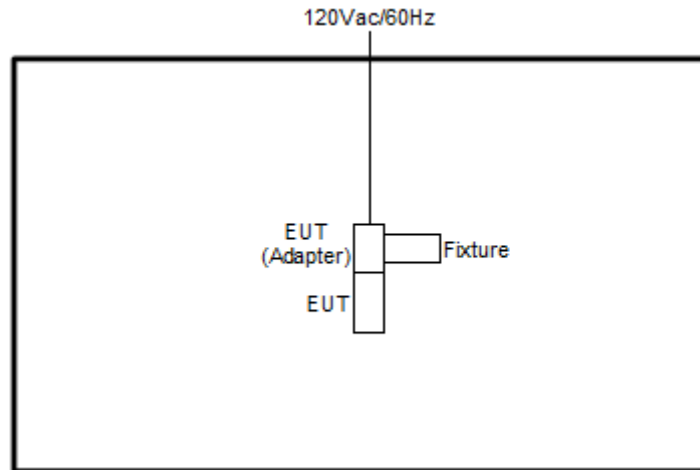 120Vac/60Hz
EUT
(Adapter)
Fixture
EUT